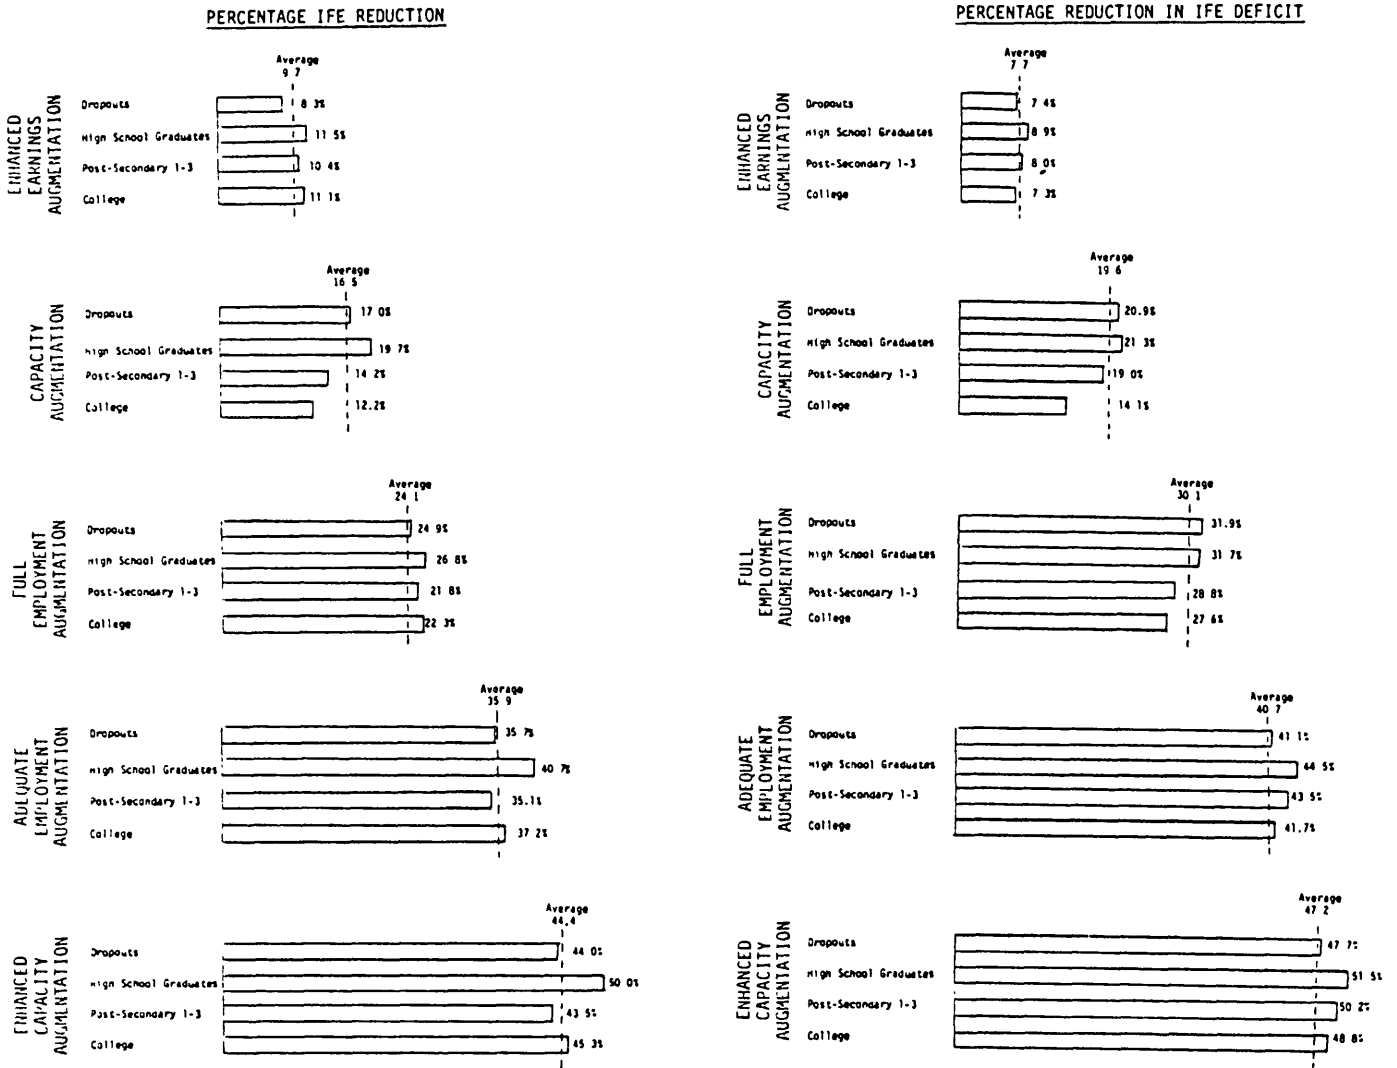 PERCENTAGE IFE REDUCTION
ENHANCED
EARNINGS
AUGMENTATION
Average
9 7
Dropouts 8 3%
High School Graduates 11 5%
Post-Secondary 1-3 10 4%
College 11 1%
CAPACITY
AUGMENTATION
Average
16 5
Dropouts 17 0%
High School Graduates 19 7%
Post-Secondary 1-3 14 2%
College 12.2%
FULL
EMPLOYMENT
AUGMENTATION
Average
24 1
Dropouts 24 9%
High School Graduates 26 8%
Post-Secondary 1-3 21 8%
College 22 3%
ADEQUATE
EMPLOYMENT
AUGMENTATION
Average
35 9
Dropouts 35 7%
High School Graduates 40 7%
Post-Secondary 1-3 35.1%
College 37 2%
ENHANCED
CAPACITY
AUGMENTATION
Average
44.4
Dropouts 44 0%
High School Graduates 50 0%
Post-Secondary 1-3 43 5%
College 45 3%
PERCENTAGE REDUCTION IN IFE DEFICIT
ENHANCED
EARNINGS
AUGMENTATION
Average
7 7
Dropouts 7 4%
High School Graduates 8 9%
Post-Secondary 1-3 8 0%
College 7 3%
CAPACITY
AUGMENTATION
Average
19 6
Dropouts 20.9%
High School Graduates 21 3%
Post-Secondary 1-3 19 0%
College 14 1%
FULL
EMPLOYMENT
AUGMENTATION
Average
30 1
Dropouts 31.9%
High School Graduates 31 7%
Post-Secondary 1-3 28 8%
College 27 6%
ADEQUATE
EMPLOYMENT
AUGMENTATION
Average
40 7
Dropouts 41 1%
High School Graduates 44 5%
Post-Secondary 1-3 43 5%
College 41.7%
ENHANCED
CAPACITY
AUGMENTATION
Average
47 2
Dropouts 47 7%
High School Graduates 51 5%
Post-Secondary 1-3 50 2%
College 48 8%